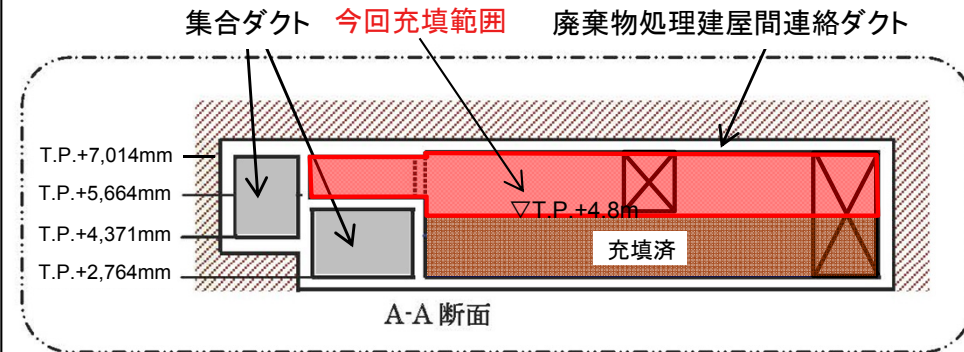 集合ダクト 今回充填範囲 廃棄物処理建屋間連絡ダクト
T.P.+7,014mm
T.P.+5,664mm
▽T.P.+4.8m
T.P.+4,371mm
充填済
T.P.+2,764mm
A-A 断面